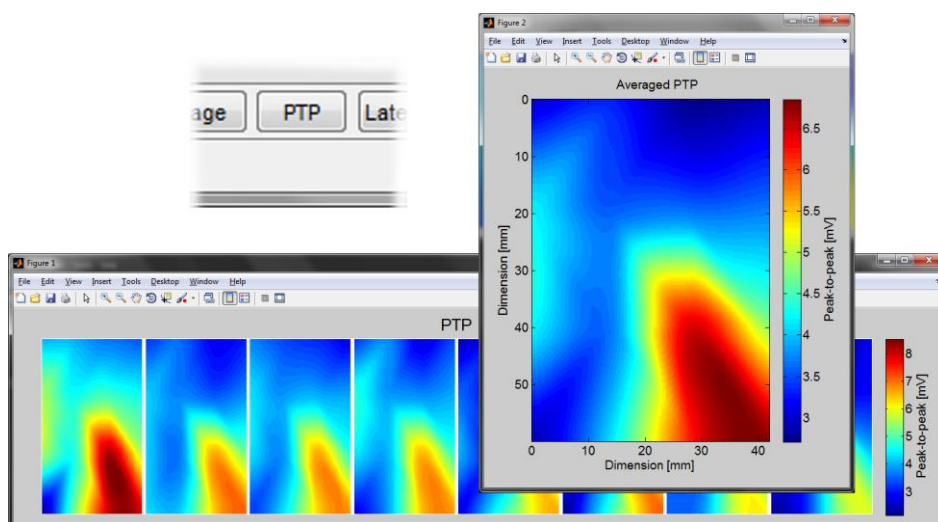 age PTP Late
Figure 2
File Edit View Insert Tools Desktop Window Help
Averaged PTP
0
10
20
30
40
50
Dimension [mm]
0 10 20 30 40
Dimension [mm]
6.5
6
5.5
5
4.5
4
3.5
3
Peak-to-peak [mV]
Figure 1
File Edit View Insert Tools Desktop Window Help
PTP
8
7
6
5
4
3
Peak-to-peak [mV]